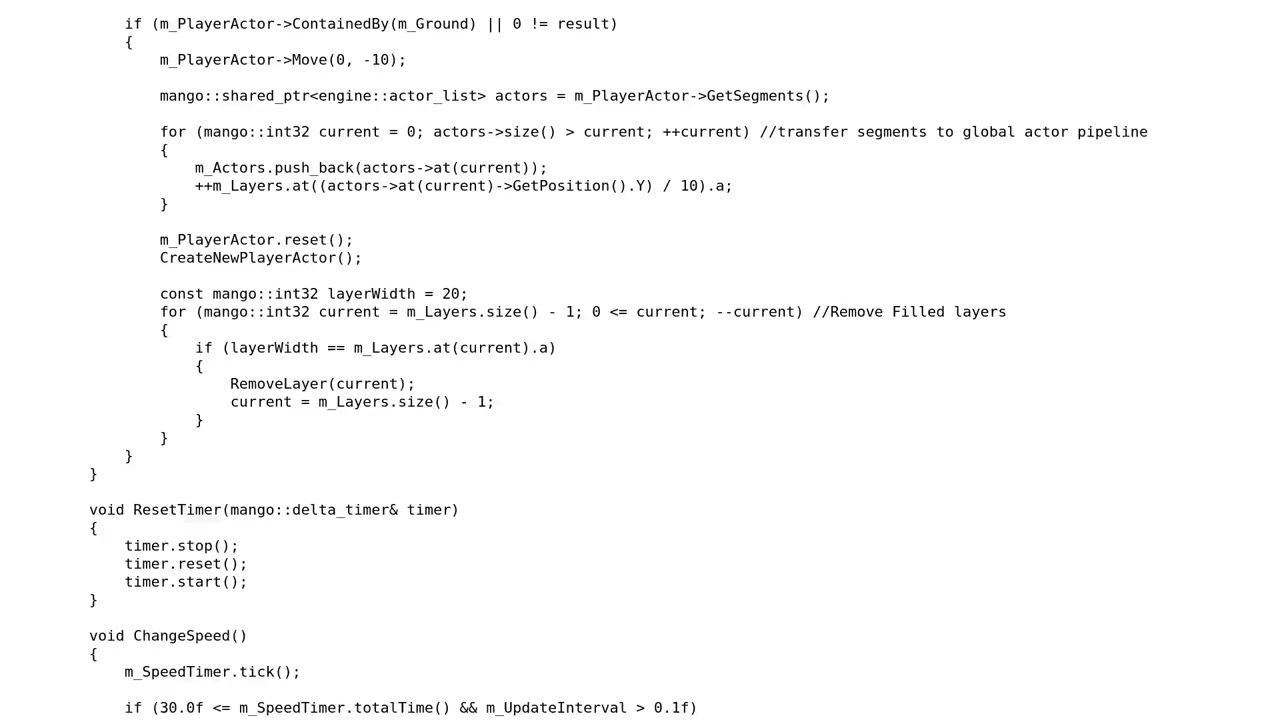 if (m_PlayerActor->ContainedBy(m_Ground) || 0 != result)
{
m_PlayerActor->Move(0, -10);
mango::shared_ptr<engine::actor_list> actors = m_PlayerActor->GetSegments();
for (mango::int32 current = 0; actors->size() > current; ++current) //transfer segments to global actor pipeline
{
m_Actors.push_back(actors->at(current));
++m_Layers.at((actors->at(current)->GetPosition().Y) / 10).a;
}
m_PlayerActor.reset();
CreateNewPlayerActor();
const mango::int32 layerWidth = 20;
for (mango::int32 current = m_Layers.size() - 1; 0 <= current; --current) //Remove Filled layers
{
if (layerWidth == m_Layers.at(current).a)
{
RemoveLayer(current);
current = m_Layers.size() - 1;
}
}
}
}
void ResetTimer(mango::delta_timer& timer)
{
timer.stop();
timer.reset();
timer.start();
}
void ChangeSpeed()
{
m_SpeedTimer.tick();
if (30.0f <= m_SpeedTimer.totalTime() && m_UpdateInterval > 0.1f)